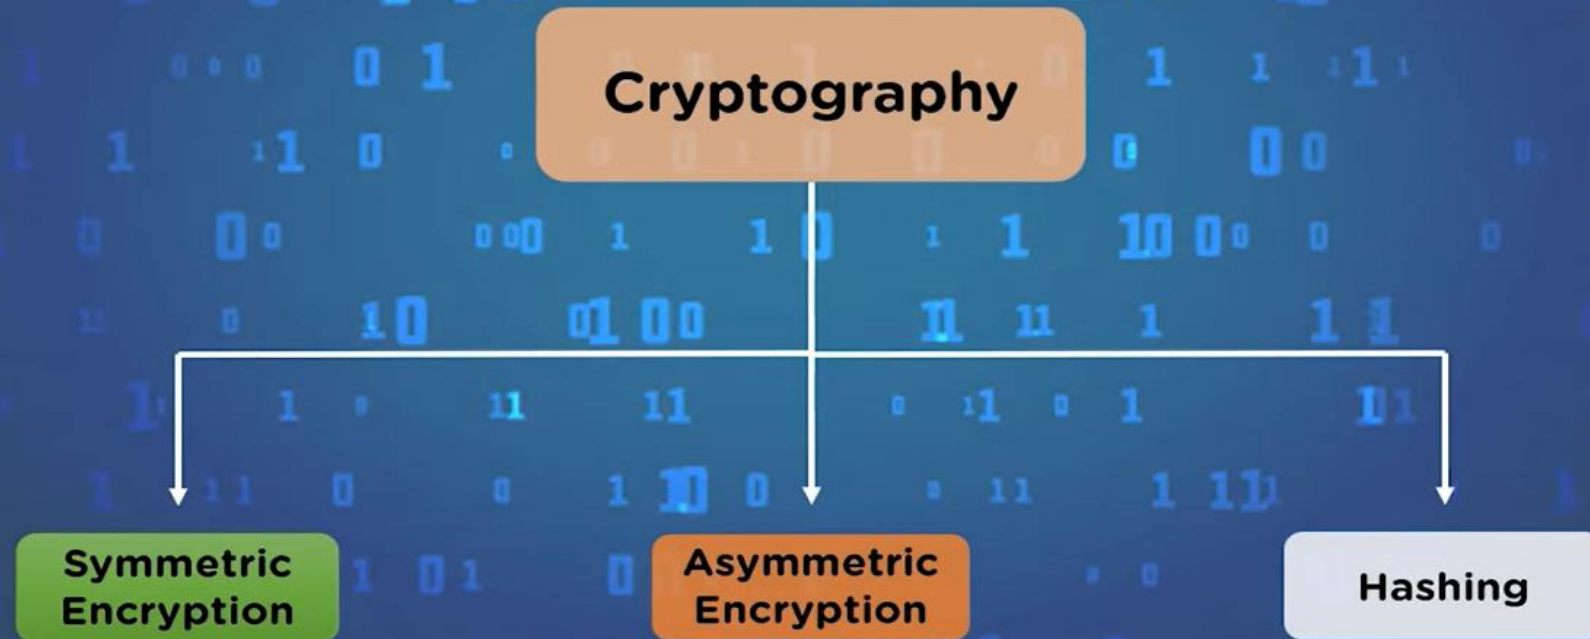 Cryptography
Symmetric
Encryption
Asymmetric
Encryption
Hashing